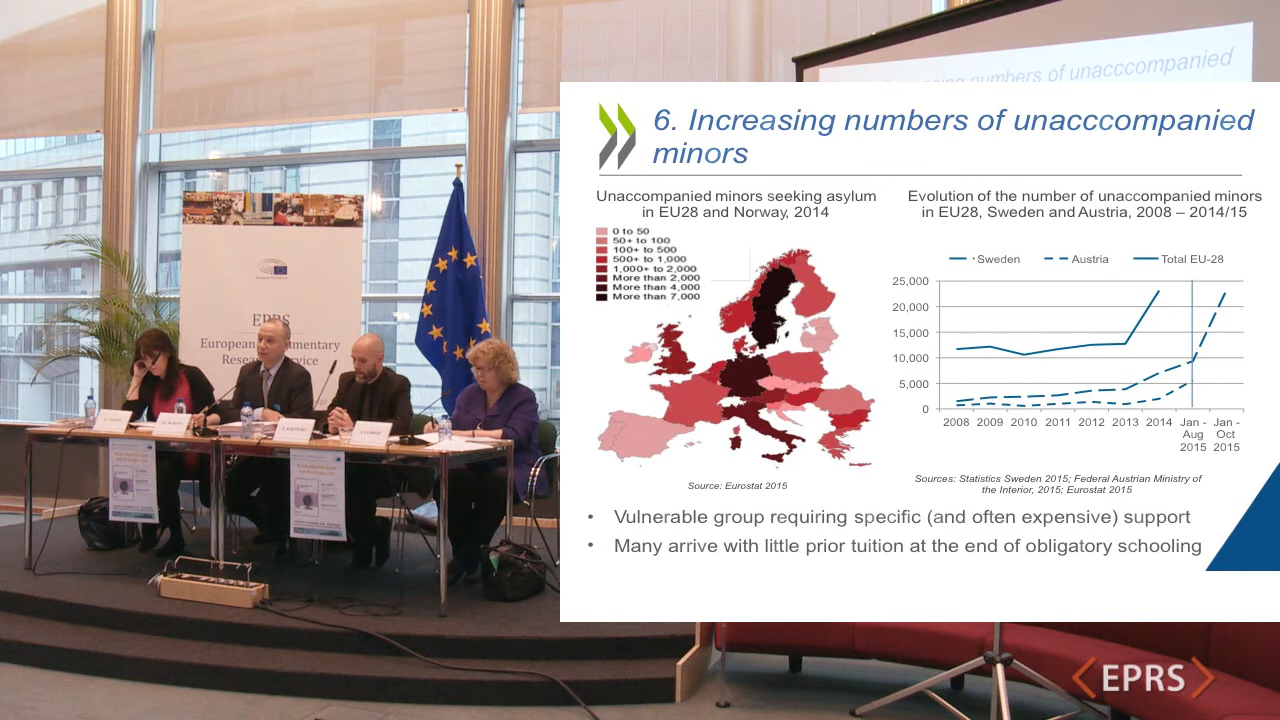 asing numbers of unacccompanied
6. Increasing numbers of unacccompanied
minors
Unaccompanied minors seeking asylum
in EU28 and Norway, 2014
0 to 50
50+ to 100
100+ to 500
500+ to 1,000
1,000+ to 2,000
More than 2,000
More than 4,000
More than 7,000
Source: Eurostat 2015
Evolution of the number of unaccompanied minors
in EU28, Sweden and Austria, 2008 – 2014/15
Sweden Austria Total EU-28
25,000
20,000
15,000
10,000
5,000
0
2008 2009 2010 2011 2012 2013 2014 Jan - Jan -
Aug Oct
2015 2015
Sources: Statistics Sweden 2015; Federal Austrian Ministry of
the Interior, 2015; Eurostat 2015
• Vulnerable group requiring specific (and often expensive) support
• Many arrive with little prior tuition at the end of obligatory schooling
EPRS
European
Service
EPRS